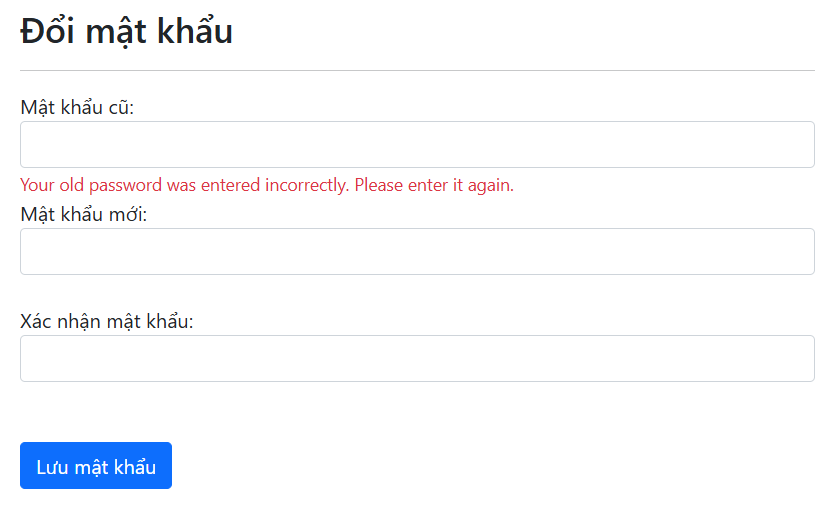 Đổi mật khẩu
Mật khẩu cũ:
Your old password was entered incorrectly. Please enter it again.
Mật khẩu mới:
Xác nhận mật khẩu:
Lưu mật khẩu